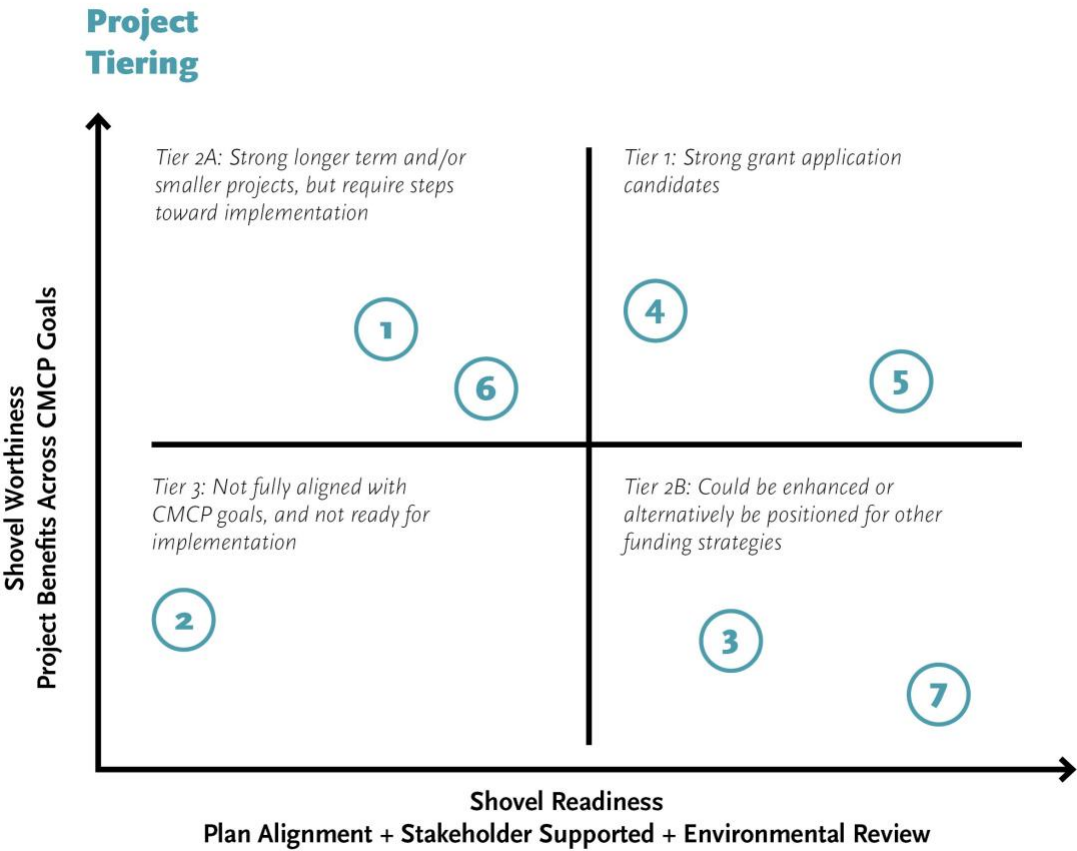 Project
Tiering
Tier 2A: Strong longer term and/or
smaller projects, but require steps
toward implementation
Tier 1: Strong grant application
candidates
1
6
4
5
Shovel Worthiness
Project Benefits Across CMCP Goals
Tier 3: Not fully aligned with
CMCP goals, and not ready for
implementation
2
Tier 2B: Could be enhanced or
alternatively be positioned for other
funding strategies
3
7
Shovel Readiness
Plan Alignment + Stakeholder Supported + Environmental Review